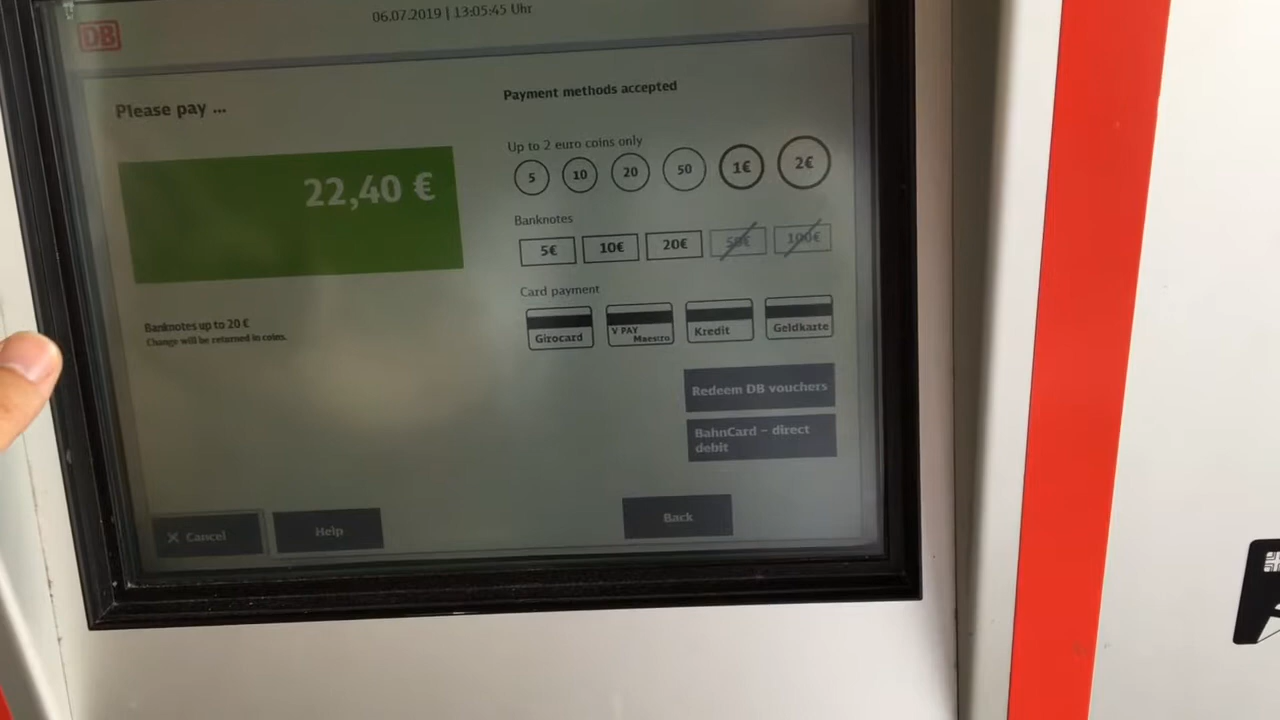 06.07.2019 | 13:05:45 Uhr
DB
Please pay ...
22,40 €
Banknotes up to 20 €
Change will be returned in coins.
Payment methods accepted
Up to 2 euro coins only
5 10 20 50 1€ 2€
Banknotes
5€ 10€ 20€ 50€ 100€
Card payment
Girocard
V PAY
Maestro
Kredit
Geldkarte
Redeem DB vouchers
BahnCard – direct
debit
X Cancel
Help
Back